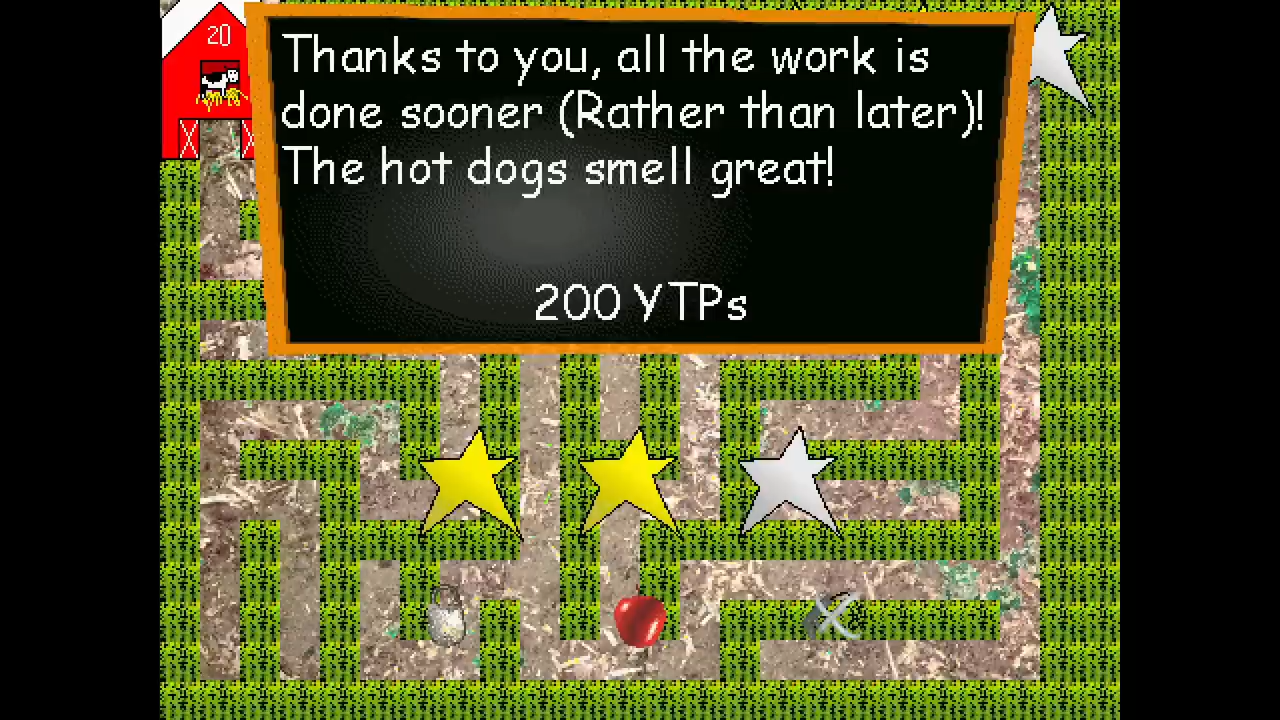 20
Thanks to you, all the work is
done sooner (Rather than later)!
The hot dogs smell great!
200 YTPs